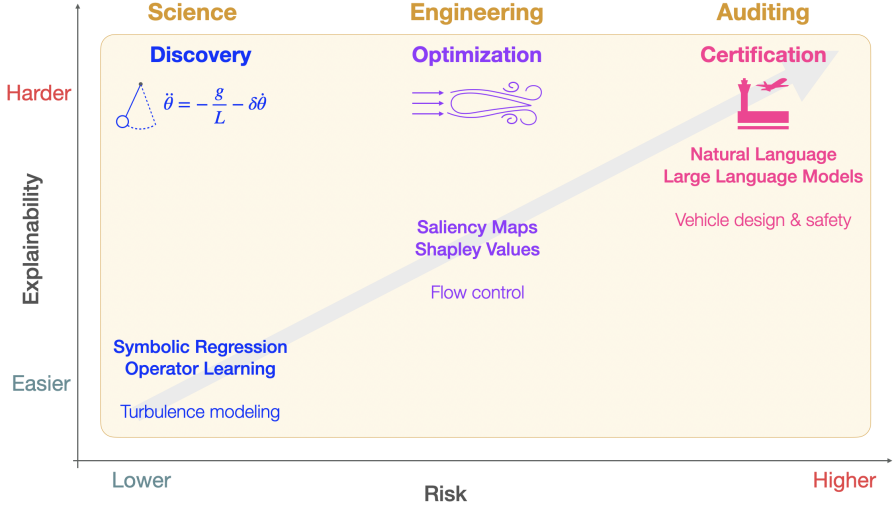 Science
Engineering
Auditing
Discovery
Optimization
Certification
Harder
θ̈ = − g/L − δθ̇
Natural Language
Large Language Models
Vehicle design & safety
Explainability
Saliency Maps
Shapley Values
Flow control
Symbolic Regression
Operator Learning
Easier
Turbulence modeling
Lower
Risk
Higher